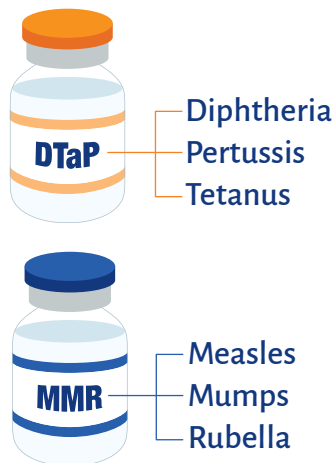 DTaP
Diphtheria
Pertussis
Tetanus
MMR
Measles
Mumps
Rubella